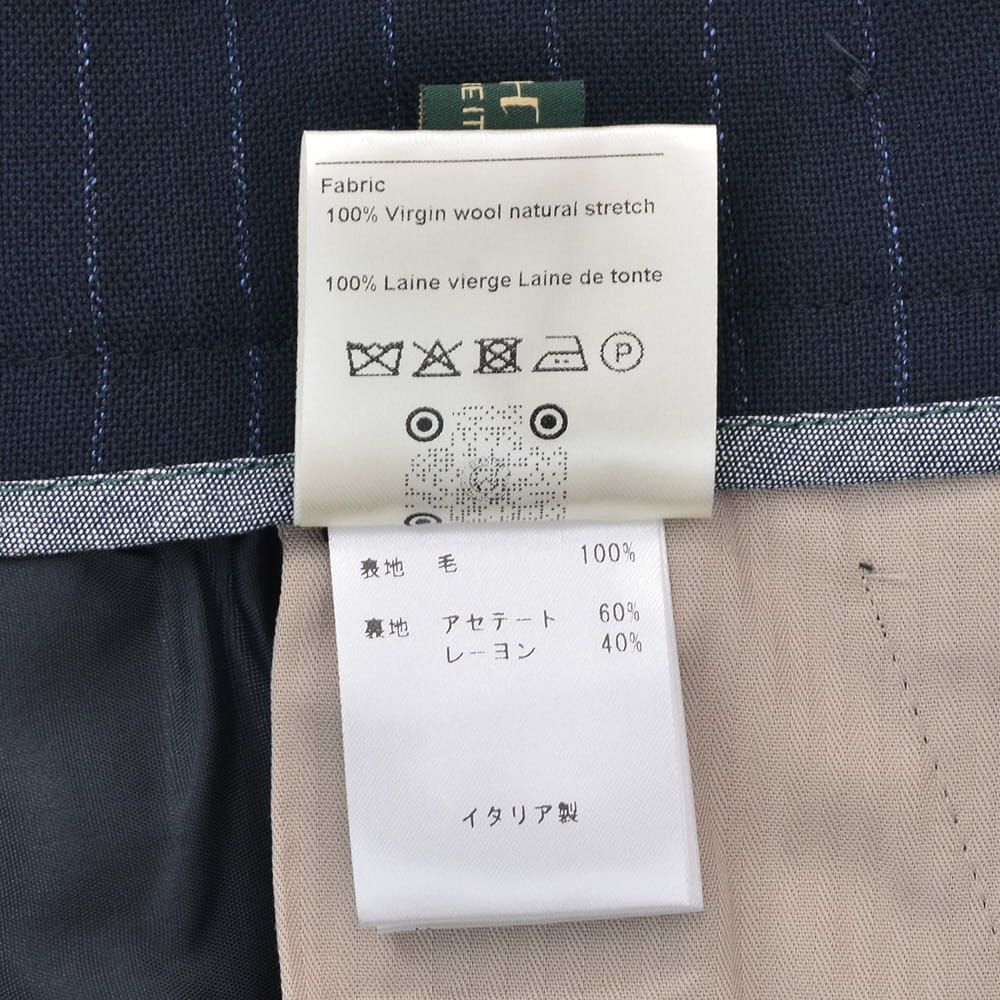 Fabric
100% Virgin wool natural stretch
100% Laine vierge Laine de tonte
P
表地 毛 100%
裏地 アセテート 60%
レーヨン 40%
イタリア製